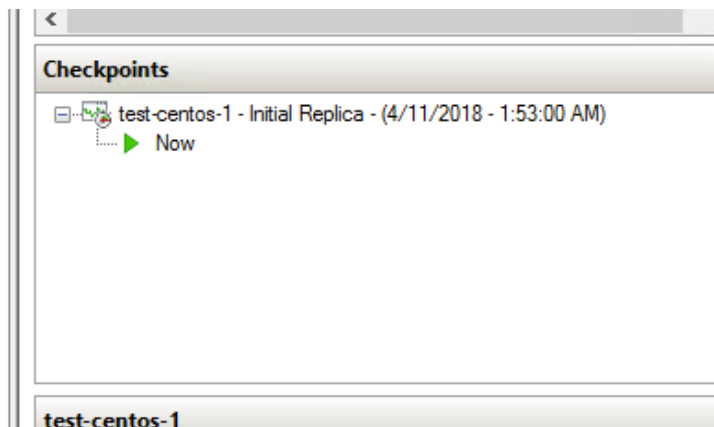 Checkpoints
test-centos-1 - Initial Replica - (4/11/2018 - 1:53:00 AM)
Now
test-centos-1